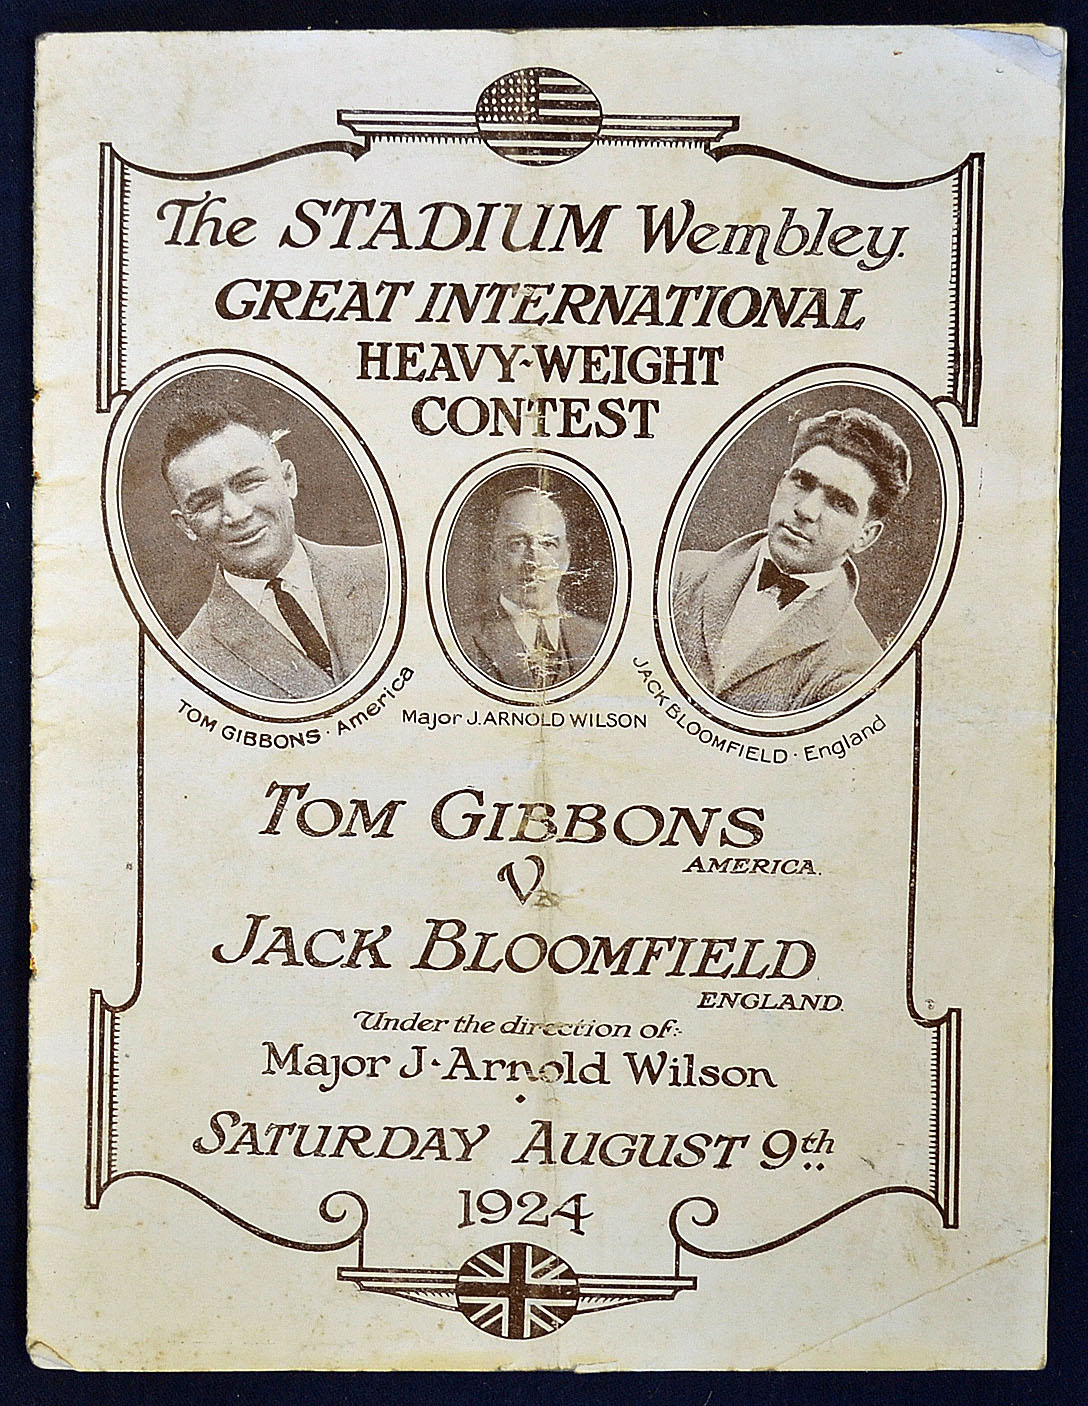 The STADIUM Wembley.
GREAT INTERNATIONAL
HEAVY-WEIGHT
CONTEST
TOM GIBBONS · America
Major J. ARNOLD WILSON
JACK BLOOMFIELD · England
TOM GIBBONS
AMERICA.
V
JACK BLOOMFIELD
ENGLAND.
Under the direction of:-
Major J. Arnold Wilson
SATURDAY AUGUST 9th
1924